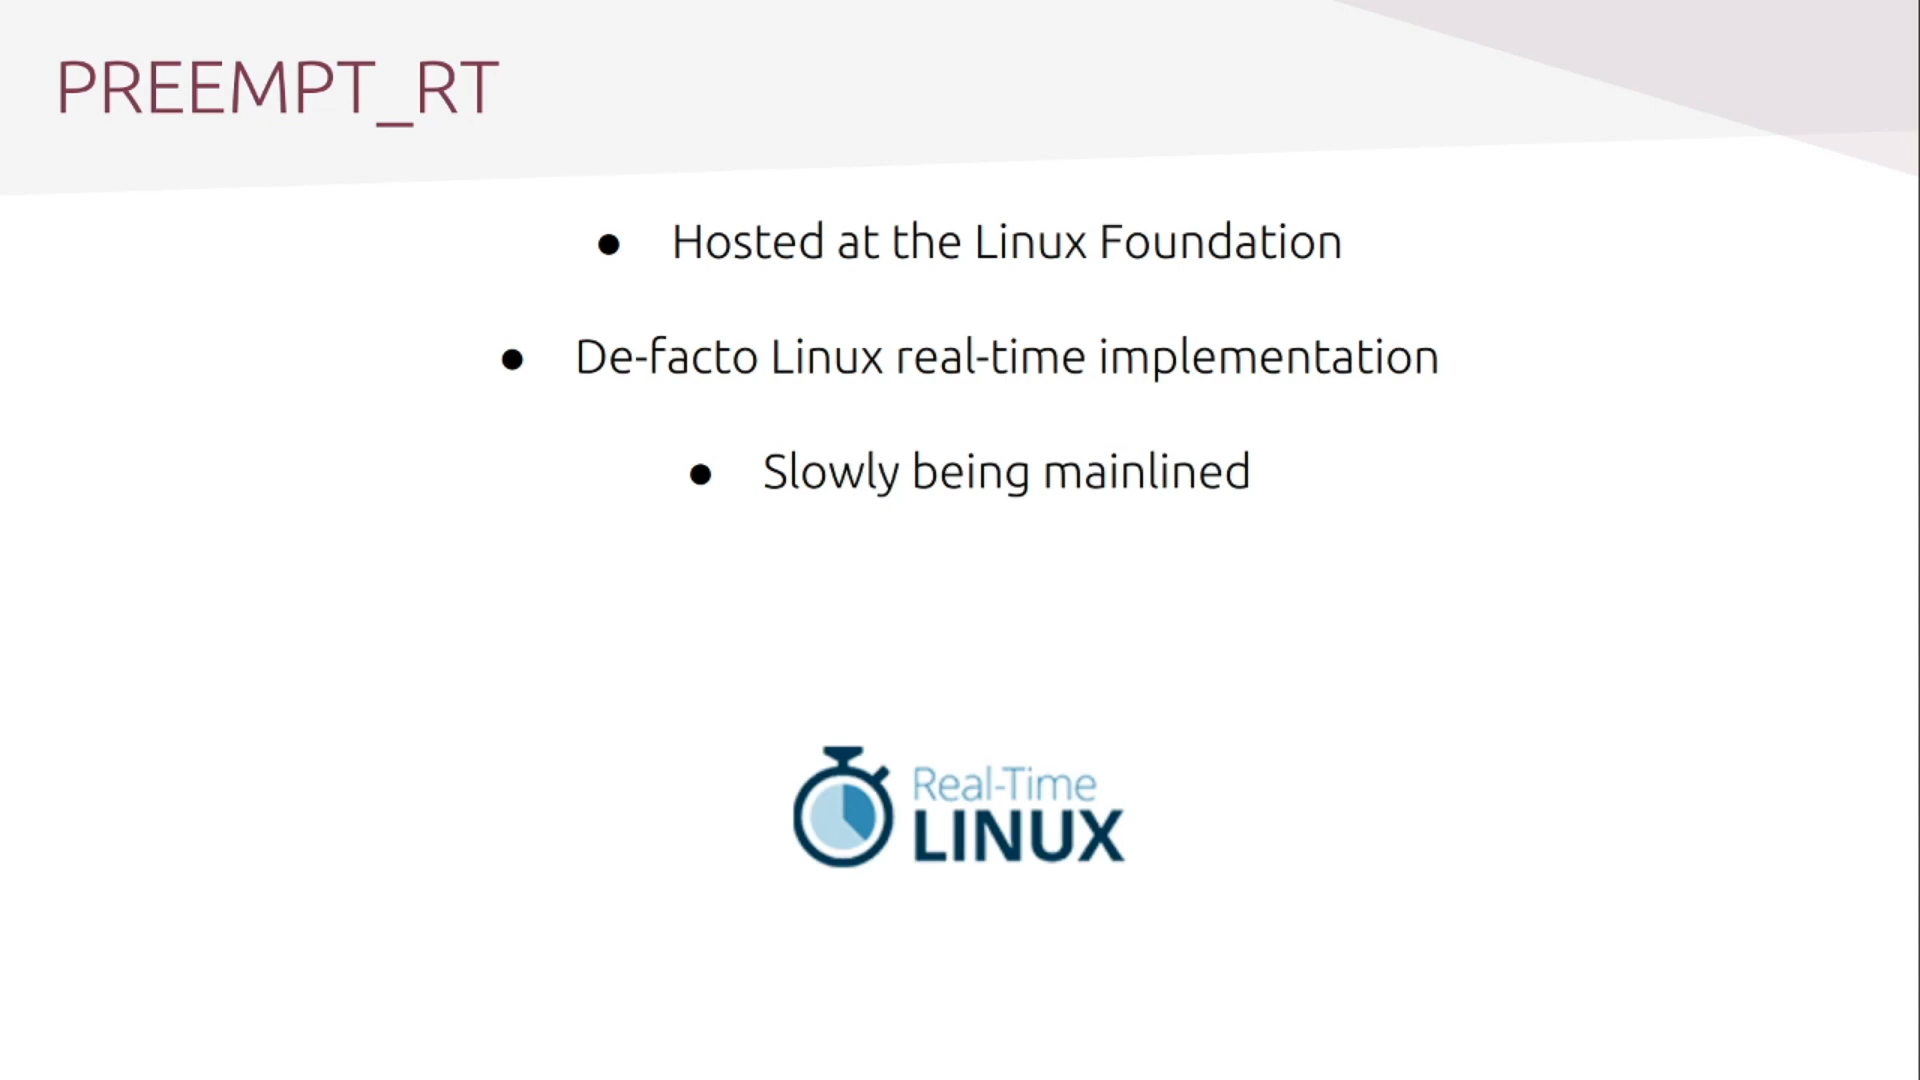 PREEMPT_RT
● Hosted at the Linux Foundation
● De-facto Linux real-time implementation
● Slowly being mainlined
Real-Time
LINUX